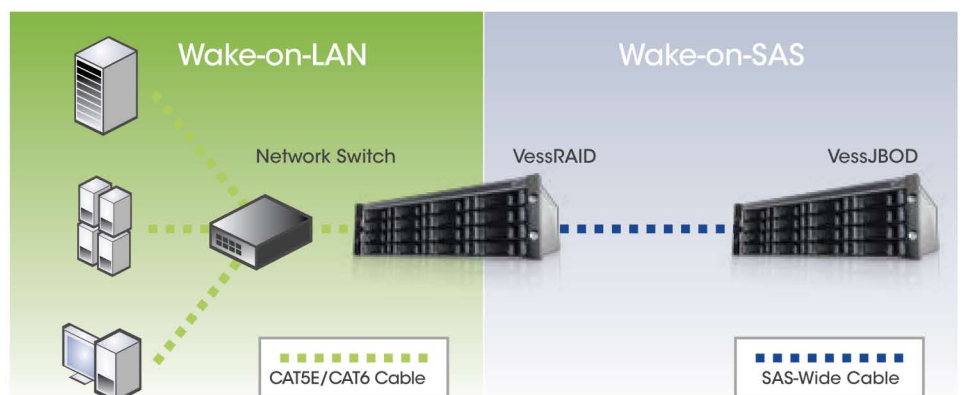 Wake-on-LAN
Wake-on-SAS
Network Switch
VessRAID
VessJBOD
CAT5E/CAT6 Cable
SAS-Wide Cable